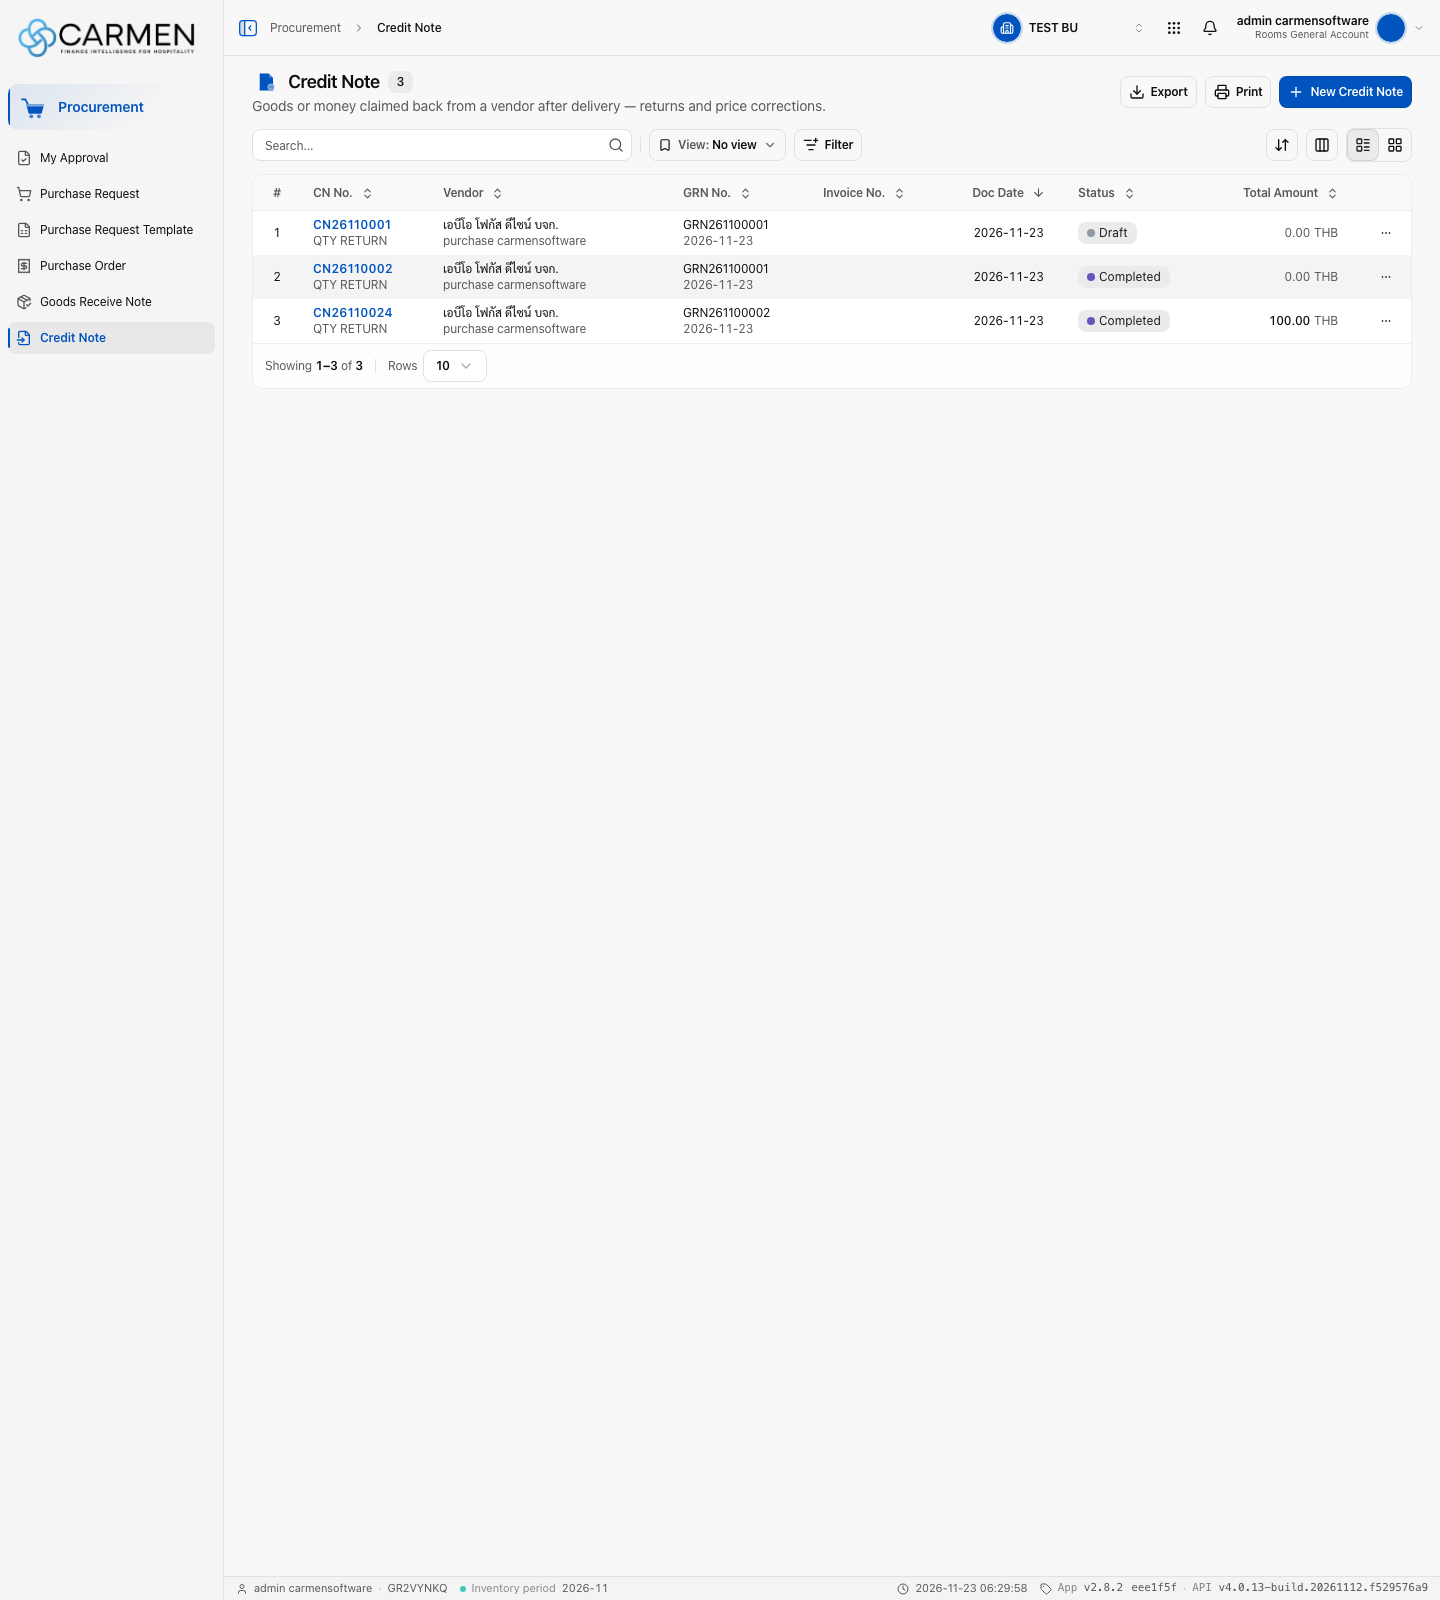 CARMEN
FINANCE INTELLIGENCE FOR HOSPITALITY
Procurement
My Approval
Purchase Request
Purchase Request Template
Purchase Order
Goods Receive Note
Credit Note
Procurement > Credit Note
TEST BU
admin carmensoftware
Rooms General Account
Credit Note 3
Goods or money claimed back from a vendor after delivery — returns and price corrections.
Export
Print
New Credit Note
Search...
View: No view
Filter
# CN No. Vendor GRN No. Invoice No. Doc Date Status Total Amount
1 CN26110001 เอบีโอ โฟกัส ดีไซน์ บจก. GRN261100001 2026-11-23 Draft 0.00 THB ...
QTY RETURN purchase carmensoftware 2026-11-23
2 CN26110002 เอบีโอ โฟกัส ดีไซน์ บจก. GRN261100001 2026-11-23 Completed 0.00 THB ...
QTY RETURN purchase carmensoftware 2026-11-23
3 CN26110024 เอบีโอ โฟกัส ดีไซน์ บจก. GRN261100002 2026-11-23 Completed 100.00 THB ...
QTY RETURN purchase carmensoftware 2026-11-23
Showing 1–3 of 3 Rows 10
admin carmensoftware · GR2VYNKQ Inventory period 2026-11
2026-11-23 06:29:58 App v2.8.2 eee1f5f · API v4.0.13-build.20261112.f529576a9